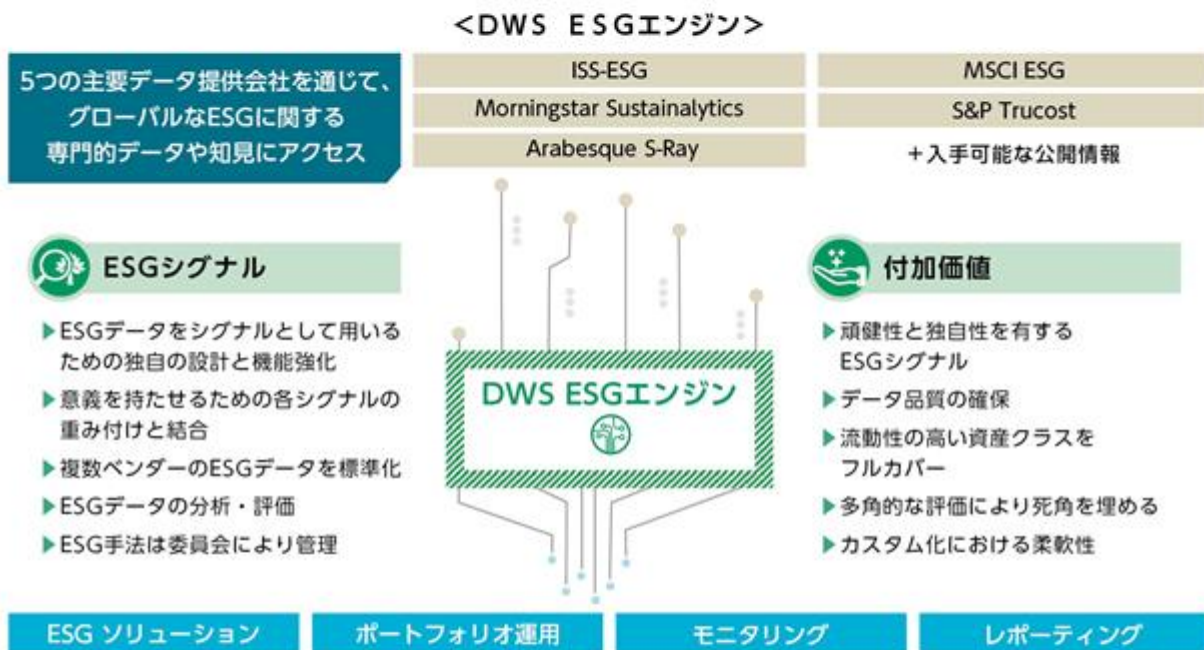 <DWS ESGエンジン>
5つの主要データ提供会社を通じて、
グローバルなESGに関する
専門的データや知見にアクセス
ISS-ESG
MSCI ESG
Morningstar Sustainalytics
S&P Trucost
Arabesque S-Ray
+入手可能な公開情報
ESGシグナル
▶ESGデータをシグナルとして用いる
ための独自の設計と機能強化
▶意義を持たせるための各シグナルの
重み付けと結合
▶複数ベンダーのESGデータを標準化
▶ESGデータの分析・評価
▶ESG手法は委員会により管理
DWS ESGエンジン
付加価値
▶頑健性と独自性を有する
ESGシグナル
▶データ品質の確保
▶流動性の高い資産クラスを
フルカバー
▶多角的な評価により死角を埋める
▶カスタム化における柔軟性
ESG ソリューション
ポートフォリオ運用
モニタリング
レポーティング